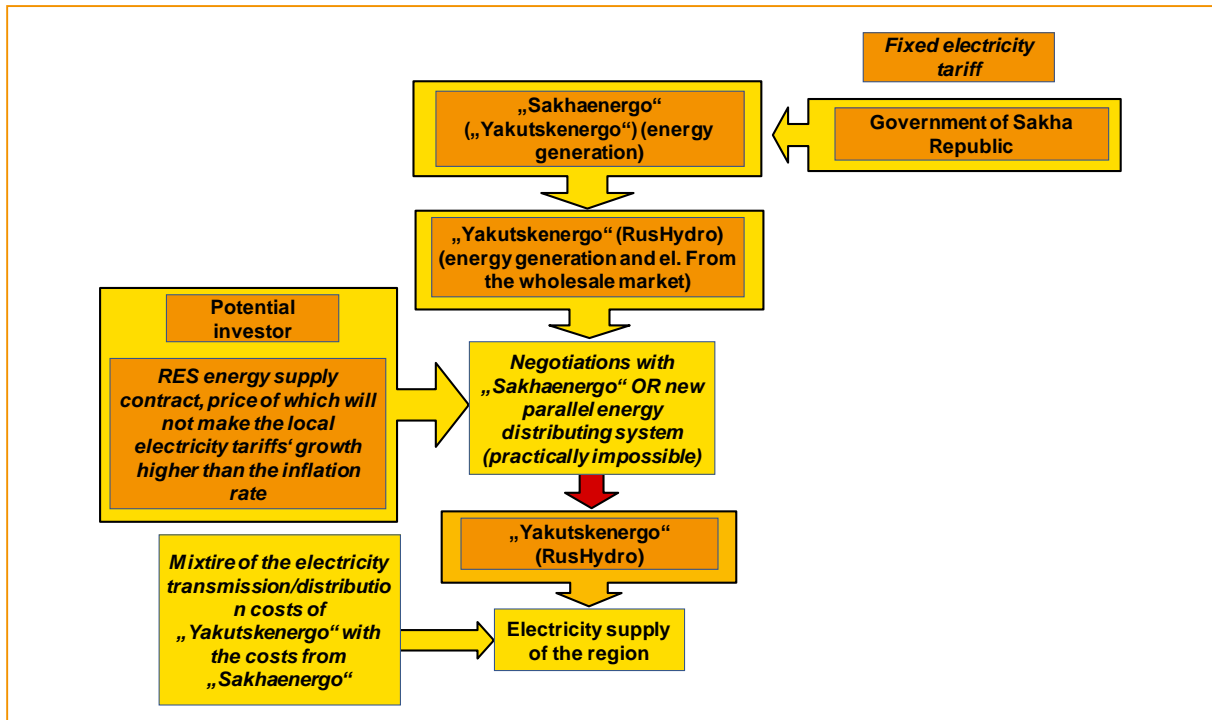 Fixed electricity
tariff
„Sakhaenergo“
(„Yakutskenergo“) (energy
generation)
Government of Sakha
Republic
„Yakutskenergo“ (RusHydro)
(energy generation and el. From
the wholesale market)
Potential
investor
RES energy supply
contract, price of which will
not make the local
electricity tariffs‘ growth
higher than the inflation
rate
Negotiations with
„Sakhaenergo“ OR new
parallel energy
distributing system
(practically impossible)
„Yakutskenergo“
(RusHydro)
Mixtire of the electricity
transmission/distributio
n costs of
„Yakutskenergo“ with
the costs from
„Sakhaenergo“
Electricity supply
of the region